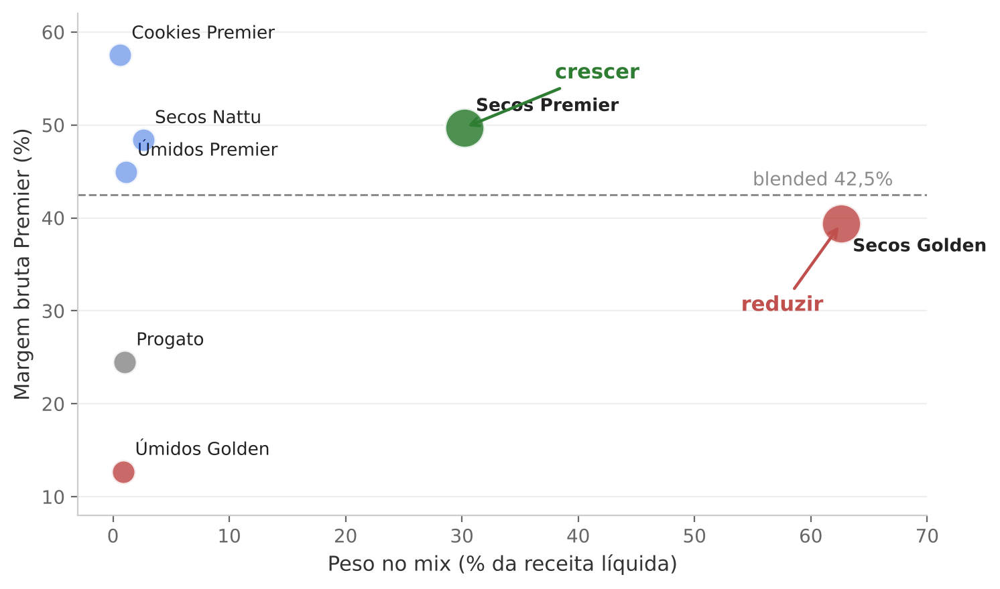 Cookies Premier
crescer
Secos Premier
Secos Nattu
Úmidos Premier
blended 42,5%
Secos Golden
reduzir
Progato
Úmidos Golden
Margem bruta Premier (%)
60
50
40
30
20
10
0 10 20 30 40 50 60 70
Peso no mix (% da receita líquida)